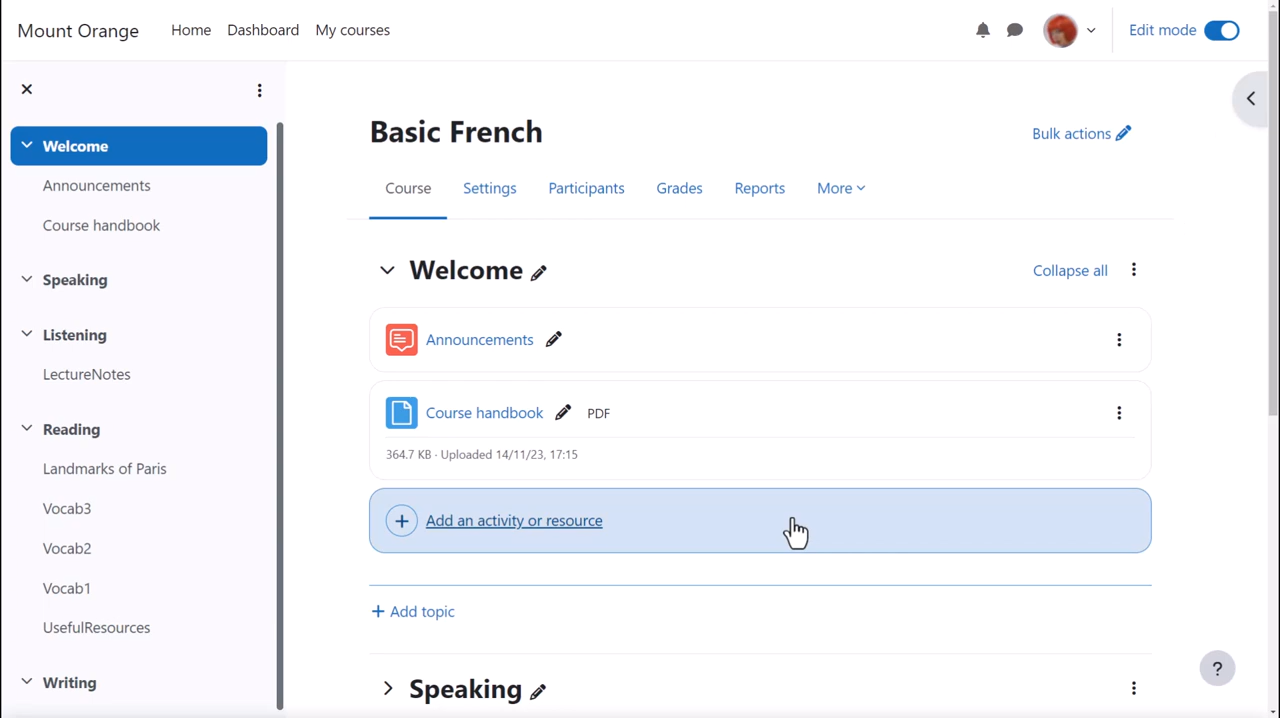 Mount Orange Home Dashboard My courses Edit mode
Welcome
Announcements
Course handbook
Speaking
Listening
LectureNotes
Reading
Landmarks of Paris
Vocab3
Vocab2
Vocab1
UsefulResources
Writing
Basic French
Bulk actions
Course Settings Participants Grades Reports More
Welcome
Collapse all
Announcements
Course handbook PDF
364.7 KB · Uploaded 14/11/23, 17:15
+ Add an activity or resource
+ Add topic
Speaking
?